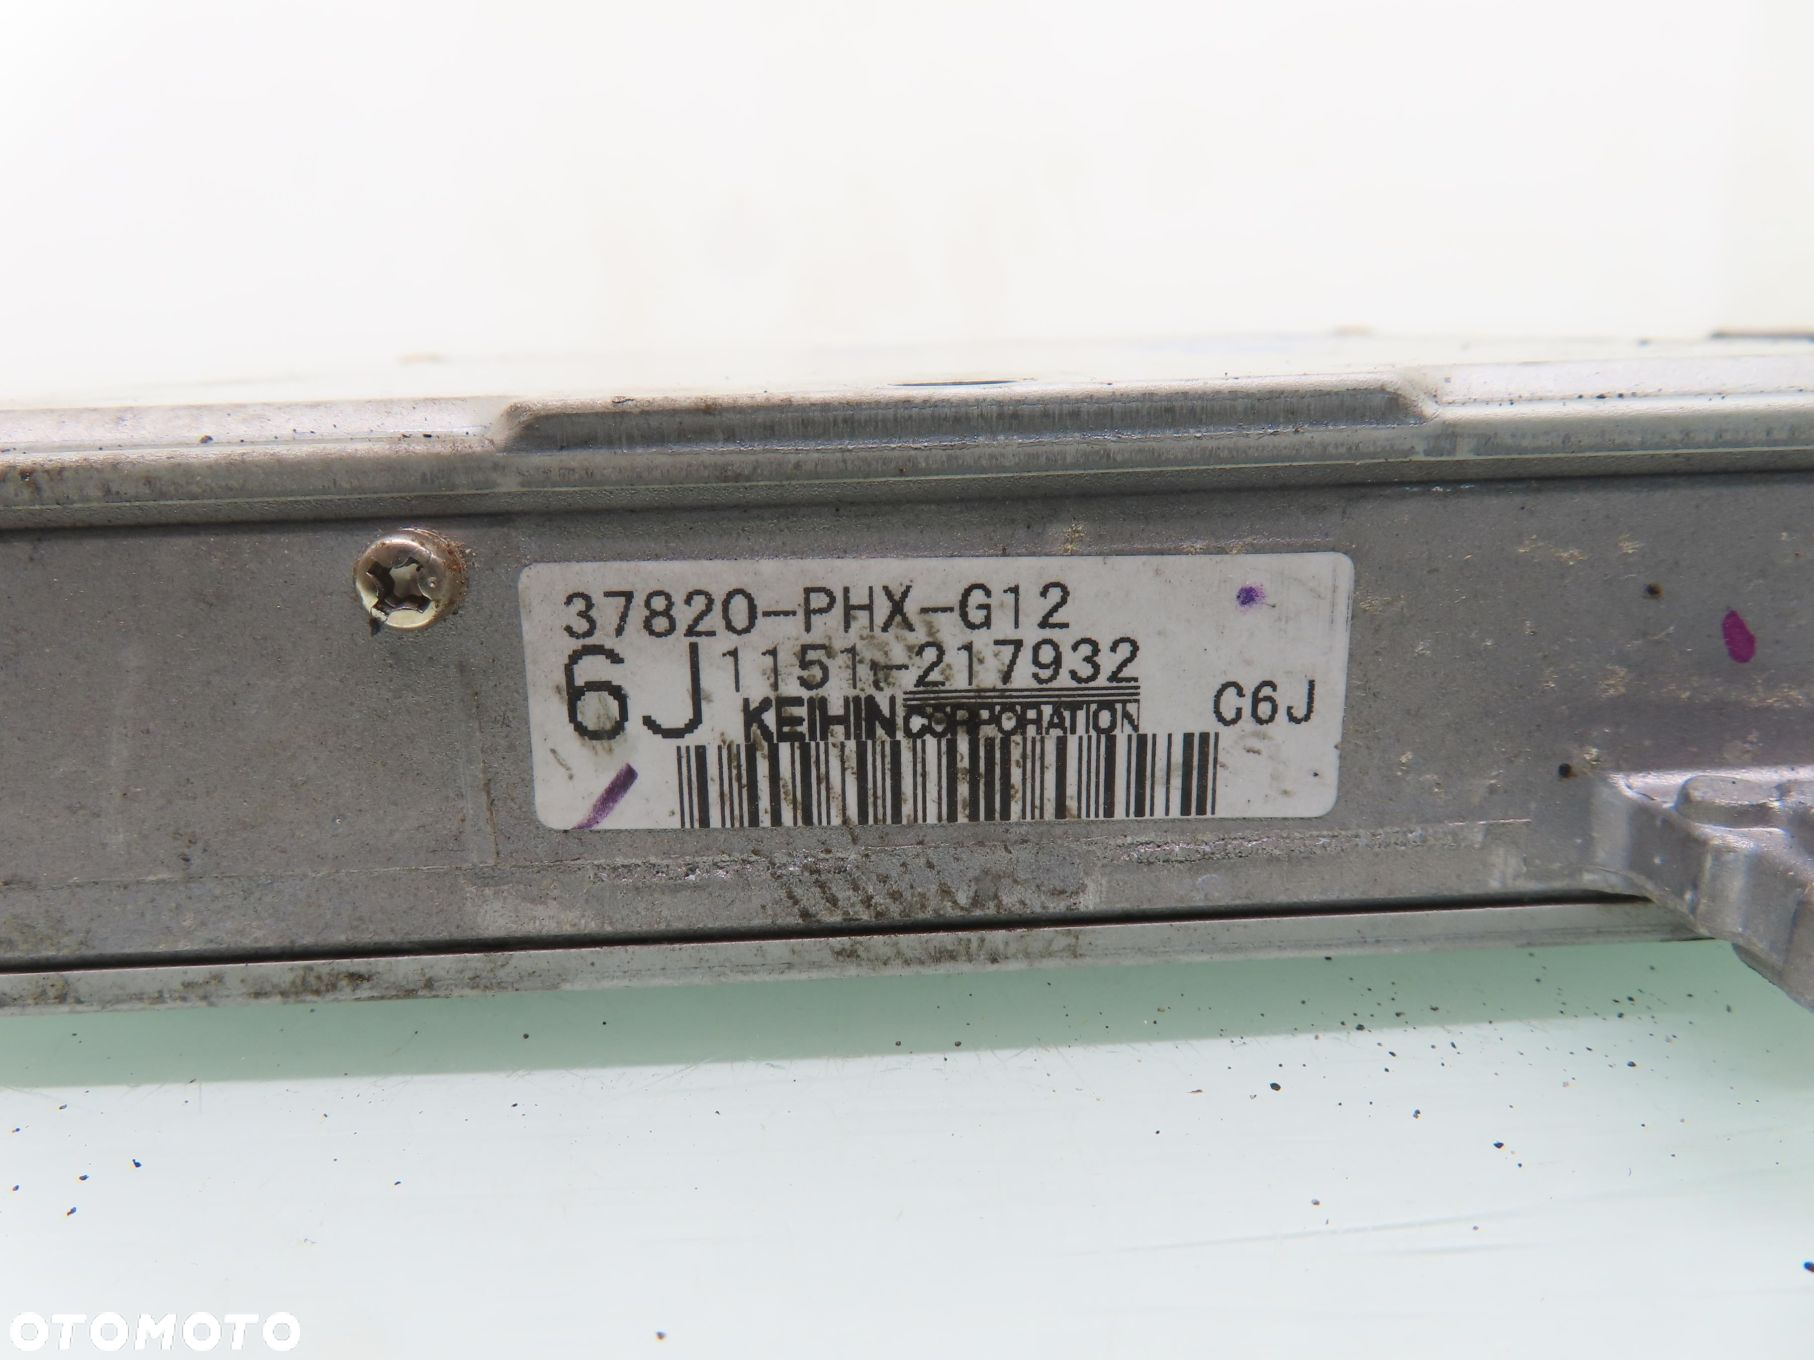 37820-PHX-G12
6J 1151-217932
KEIHIN CORPORATION
C6J
OTOMOTO